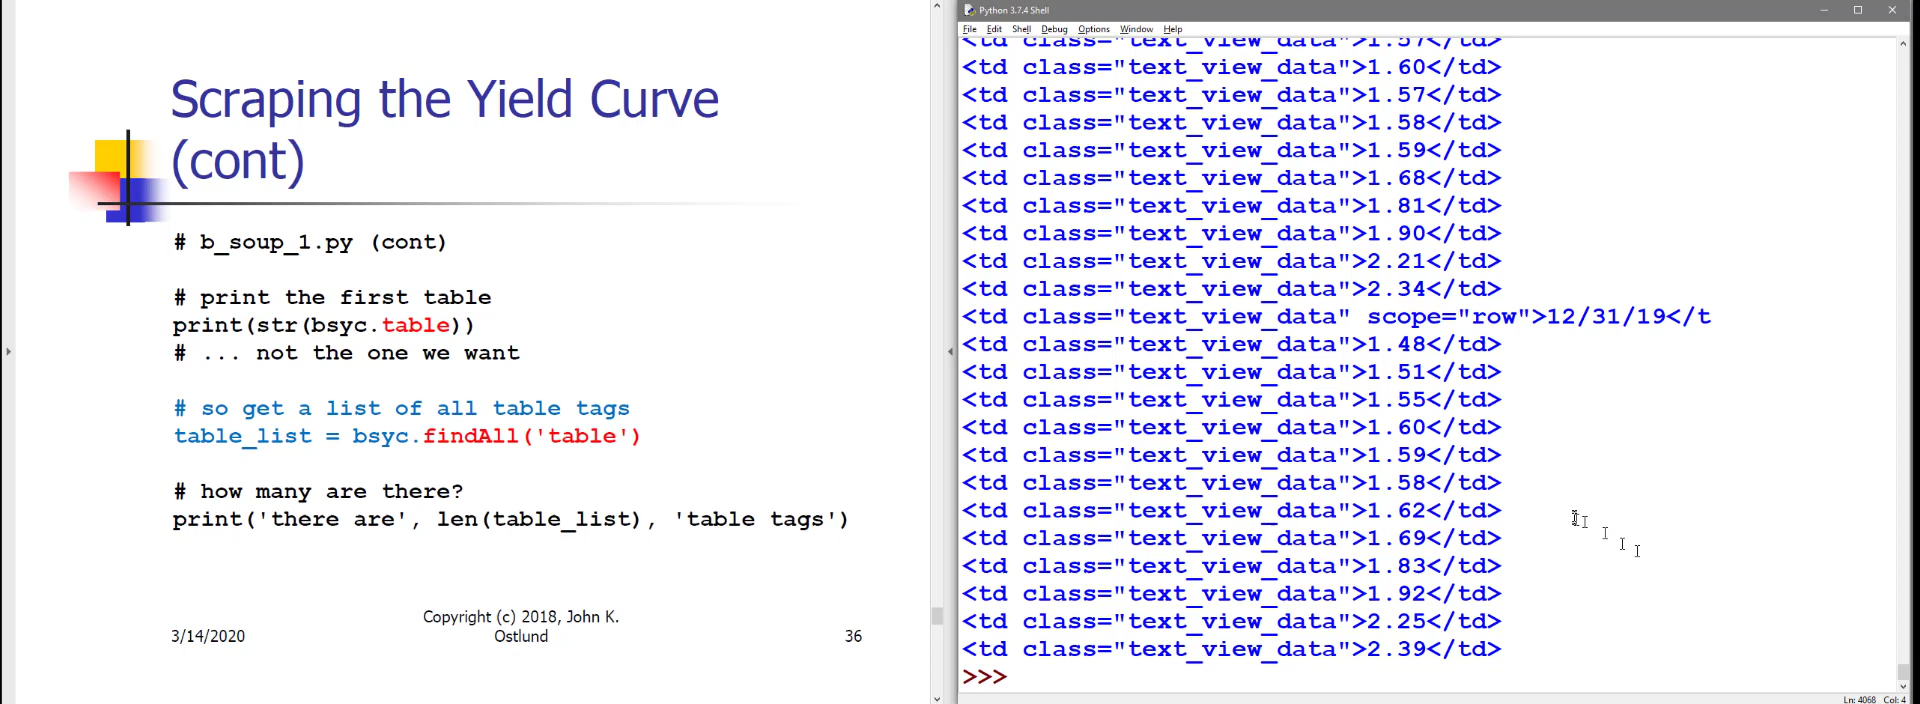 Scraping the Yield Curve
(cont)
# b_soup_1.py (cont)
# print the first table
print(str(bsyc.table))
# ... not the one we want
# so get a list of all table tags
table_list = bsyc.findAll('table')
# how many are there?
print('there are', len(table_list), 'table tags')
3/14/2020
Copyright (c) 2018, John K.
Ostlund
36
Python 3.7.4 Shell
File Edit Shell Debug Options Window Help
<td class="text_view_data">1.57</td>
<td class="text_view_data">1.60</td>
<td class="text_view_data">1.57</td>
<td class="text_view_data">1.58</td>
<td class="text_view_data">1.59</td>
<td class="text_view_data">1.68</td>
<td class="text_view_data">1.81</td>
<td class="text_view_data">1.90</td>
<td class="text_view_data">2.21</td>
<td class="text_view_data">2.34</td>
<td class="text_view_data" scope="row">12/31/19</t
<td class="text_view_data">1.48</td>
<td class="text_view_data">1.51</td>
<td class="text_view_data">1.55</td>
<td class="text_view_data">1.60</td>
<td class="text_view_data">1.59</td>
<td class="text_view_data">1.58</td>
<td class="text_view_data">1.62</td>
<td class="text_view_data">1.69</td>
<td class="text_view_data">1.83</td>
<td class="text_view_data">1.92</td>
<td class="text_view_data">2.25</td>
<td class="text_view_data">2.39</td>
>>>
Ln: 4068 Col: 4